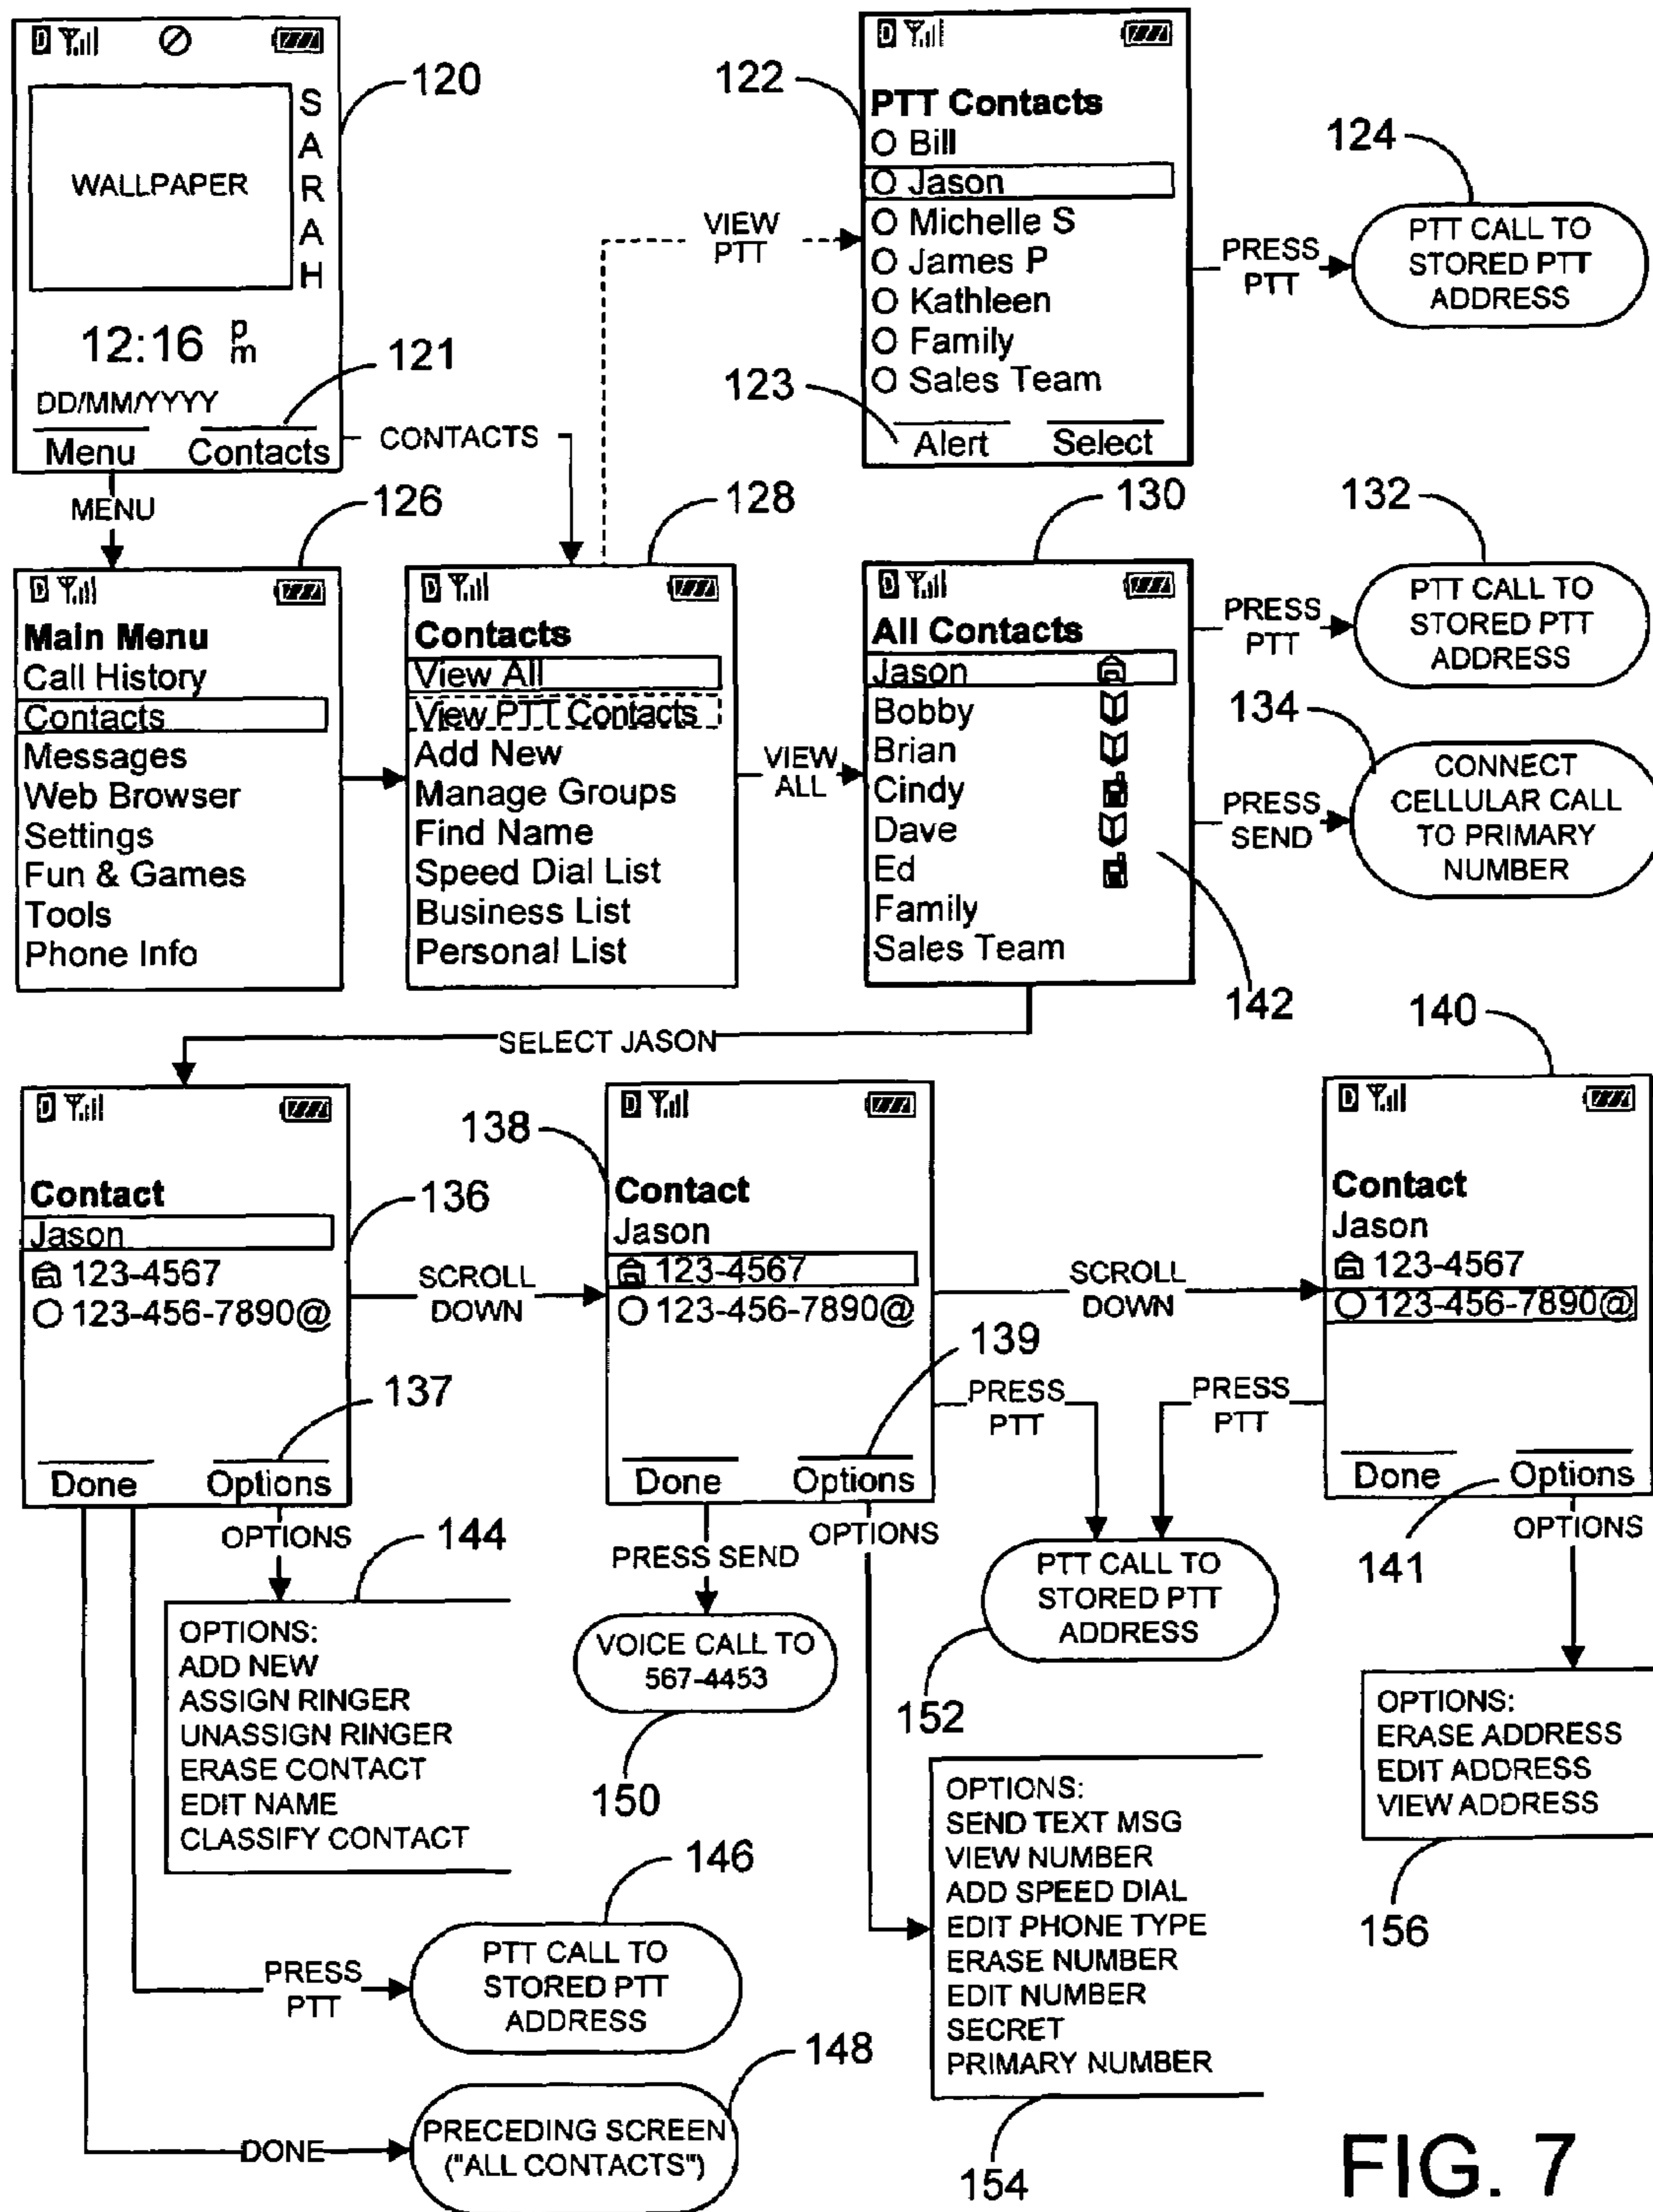 D
S
A
R
A
H
WALLPAPER
12:16 pm
DD/MM/YYYY
Menu Contacts
120
121
CONTACTS
MENU
VIEW
PTT
122
D
PTT Contacts
Bill
Jason
Michelle S
James P
Kathleen
Family
Sales Team
Alert Select
123
PRESS
PTT
124
PTT CALL TO
STORED PTT
ADDRESS
126
D
Main Menu
Call History
Contacts
Messages
Web Browser
Settings
Fun & Games
Tools
Phone Info
128
D
Contacts
View All
View PTT Contacts
Add New
Manage Groups
Find Name
Speed Dial List
Business List
Personal List
VIEW
ALL
130
D
All Contacts
Jason
Bobby
Brian
Cindy
Dave
Ed
Family
Sales Team
142
PRESS
PTT
132
PTT CALL TO
STORED PTT
ADDRESS
PRESS
SEND
134
CONNECT
CELLULAR CALL
TO PRIMARY
NUMBER
SELECT JASON
D
Contact
Jason
123-4567
123-456-7890@
Done Options
136
137
SCROLL
DOWN
138
D
Contact
Jason
123-4567
123-456-7890@
Done Options
139
SCROLL
DOWN
140
D
Contact
Jason
123-4567
123-456-7890@
Done Options
141
PRESS
PTT
PRESS
PTT
152
PTT CALL TO
STORED PTT
ADDRESS
OPTIONS
144
OPTIONS:
ADD NEW
ASSIGN RINGER
UNASSIGN RINGER
ERASE CONTACT
EDIT NAME
CLASSIFY CONTACT
PRESS SEND
VOICE CALL TO
567-4453
150
OPTIONS
OPTIONS:
SEND TEXT MSG
VIEW NUMBER
ADD SPEED DIAL
EDIT PHONE TYPE
ERASE NUMBER
EDIT NUMBER
SECRET
PRIMARY NUMBER
154
OPTIONS
OPTIONS:
ERASE ADDRESS
EDIT ADDRESS
VIEW ADDRESS
156
PRESS
PTT
146
PTT CALL TO
STORED PTT
ADDRESS
DONE
148
PRECEDING SCREEN
("ALL CONTACTS")
FIG. 7